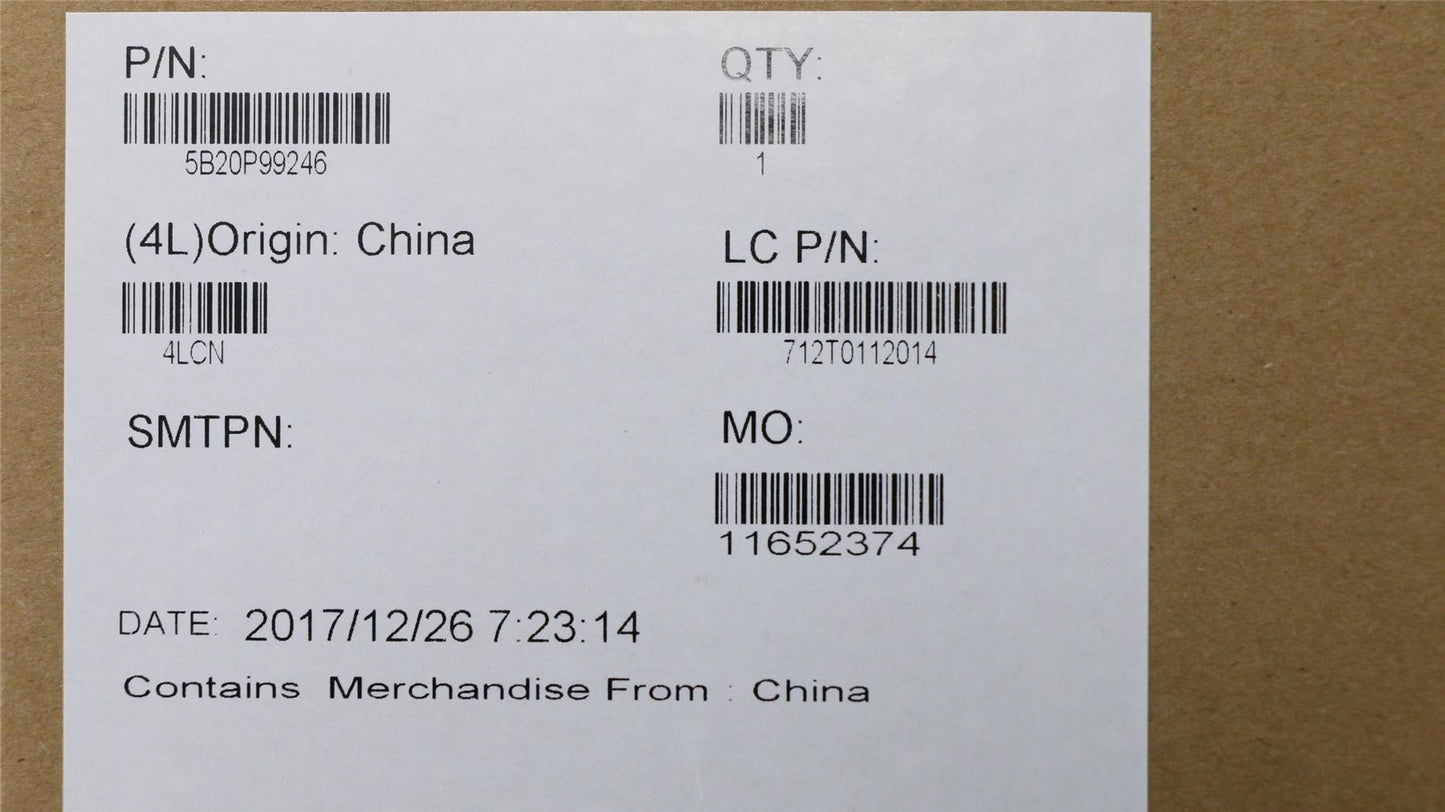 P/N:
5B20P99246
QTY:
1
(4L)Origin: China
4LCN
LC P/N:
712T0112014
SMTPN:
MO:
11652374
DATE: 2017/12/26 7:23:14
Contains Merchandise From : China